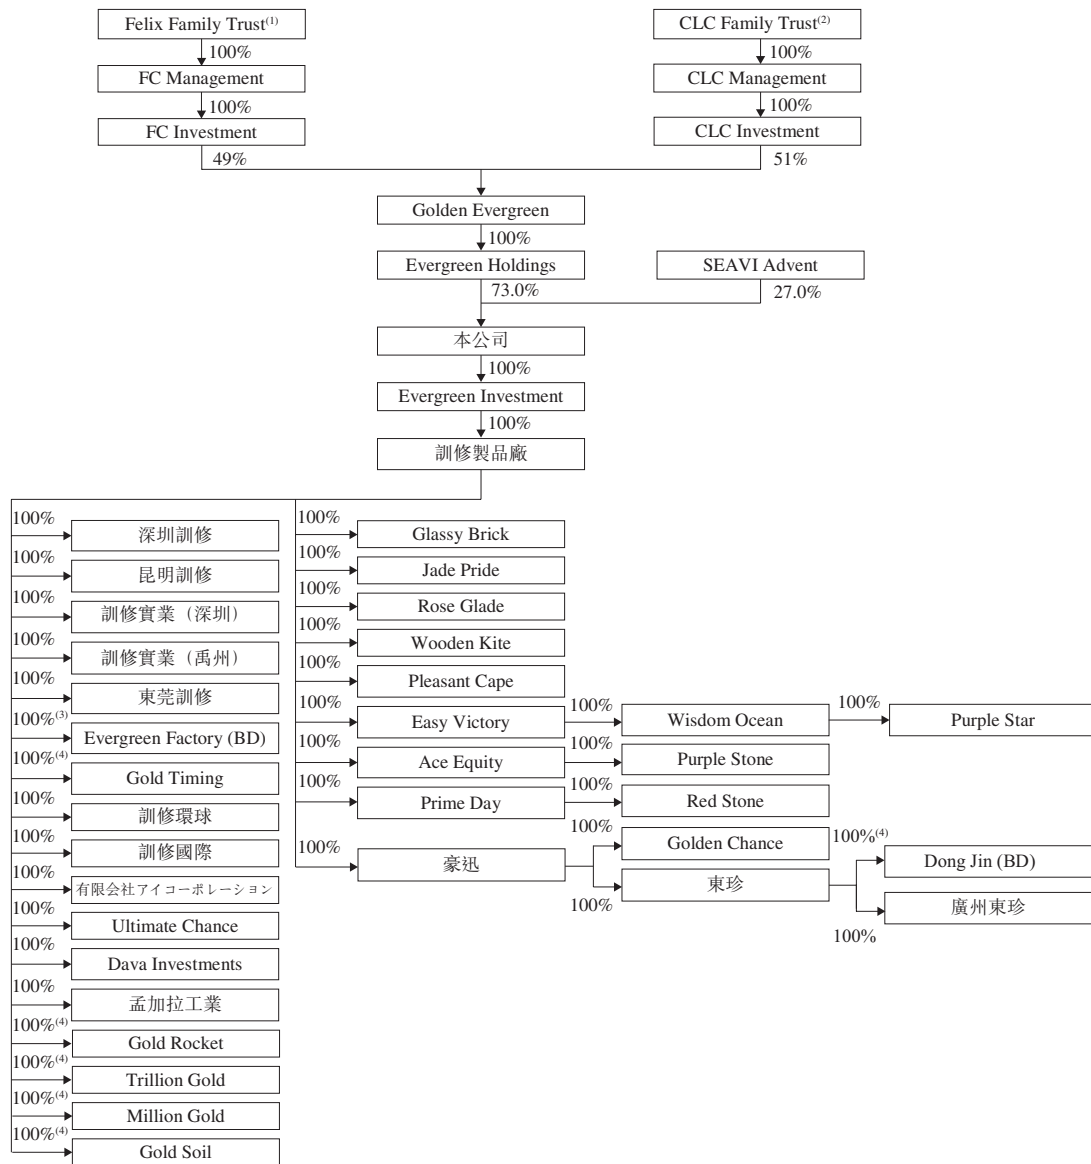 Felix Family Trust(1)
CLC Family Trust(2)
100%
100%
FC Management
CLC Management
100%
100%
FC Investment
CLC Investment
49%
51%
Golden Evergreen
100%
Evergreen Holdings
SEAVI Advent
73.0%
27.0%
本公司
100%
Evergreen Investment
100%
訓修製品廠
100%
深圳訓修
100%
昆明訓修
100%
訓修實業（深圳）
100%
訓修實業（禹州）
100%
東莞訓修
100%(3)
Evergreen Factory (BD)
100%(4)
Gold Timing
100%
訓修環球
100%
訓修國際
100%
有限会社アイコーポレーション
100%
Ultimate Chance
100%
Dava Investments
100%
孟加拉工業
100%(4)
Gold Rocket
100%(4)
Trillion Gold
100%(4)
Million Gold
100%(4)
Gold Soil
100%
Glassy Brick
100%
Jade Pride
100%
Rose Glade
100%
Wooden Kite
100%
Pleasant Cape
100%
Easy Victory
100%
Wisdom Ocean
100%
Purple Star
100%
Ace Equity
100%
Purple Stone
100%
Prime Day
100%
Red Stone
100%
豪迅
100%
Golden Chance
100%
東珍
100%(4)
Dong Jin (BD)
100%
廣州東珍